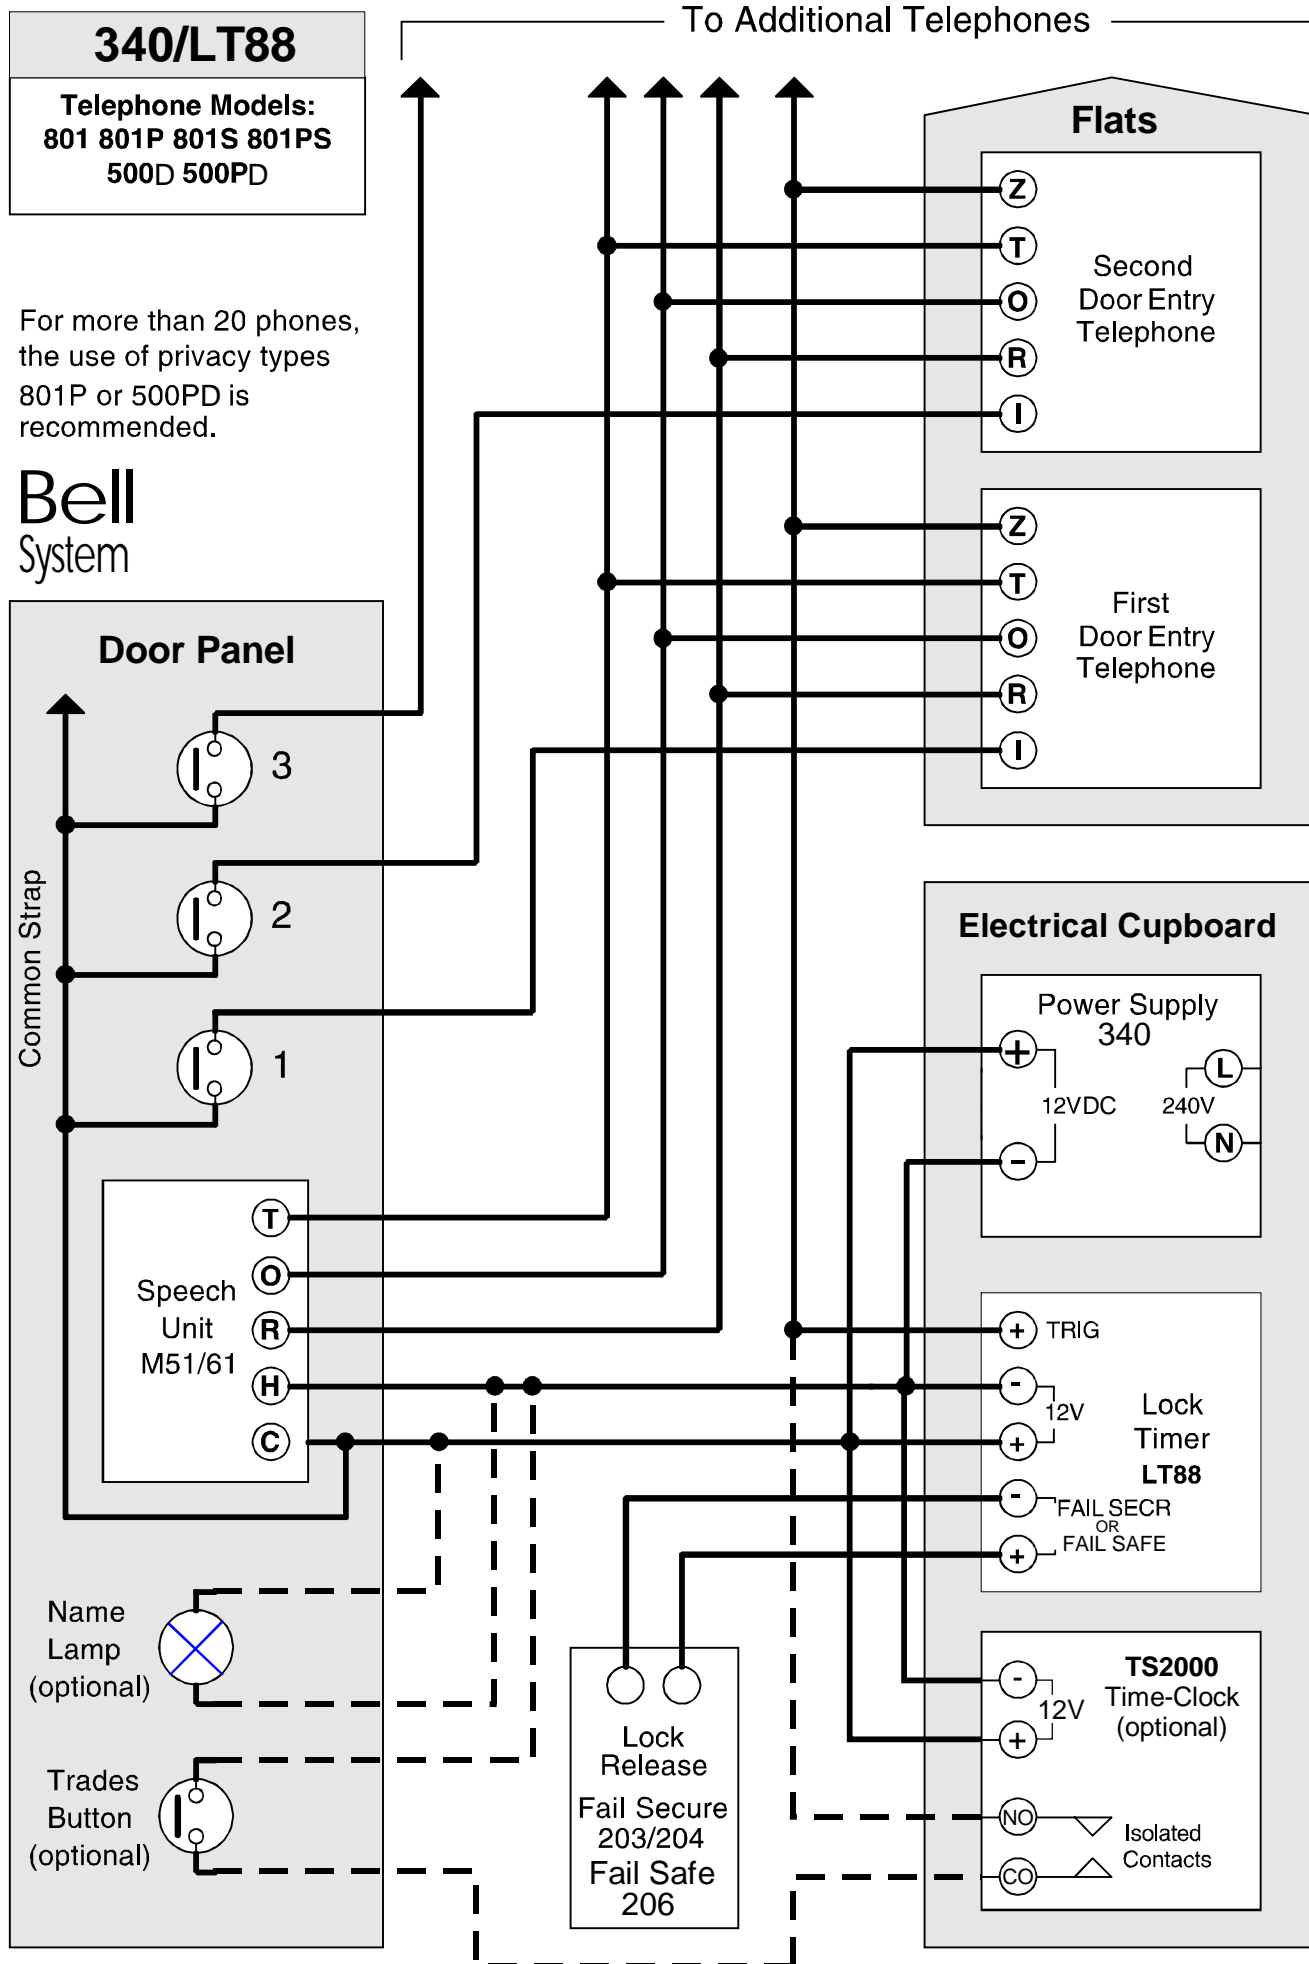 340/LT88
Telephone Models:
801 801P 801S 801PS
500D 500PD
To Additional Telephones
For more than 20 phones,
the use of privacy types
801P or 500PD is
recommended.
Bell
System
Flats
Z
T
O
R
I
Second
Door Entry
Telephone
Z
T
O
R
I
First
Door Entry
Telephone
Door Panel
Common Strap
3
2
1
T
O
R
H
C
Speech
Unit
M51/61
Name
Lamp
(optional)
Trades
Button
(optional)
Lock
Release
Fail Secure
203/204
Fail Safe
206
Electrical Cupboard
Power Supply
340
+
-
12VDC
240V
L
N
+ TRIG
-
12V
+
-
FAIL SECR
OR
FAIL SAFE
+
Lock
Timer
LT88
-
12V
+
TS2000
Time-Clock
(optional)
NO
CO
Isolated
Contacts